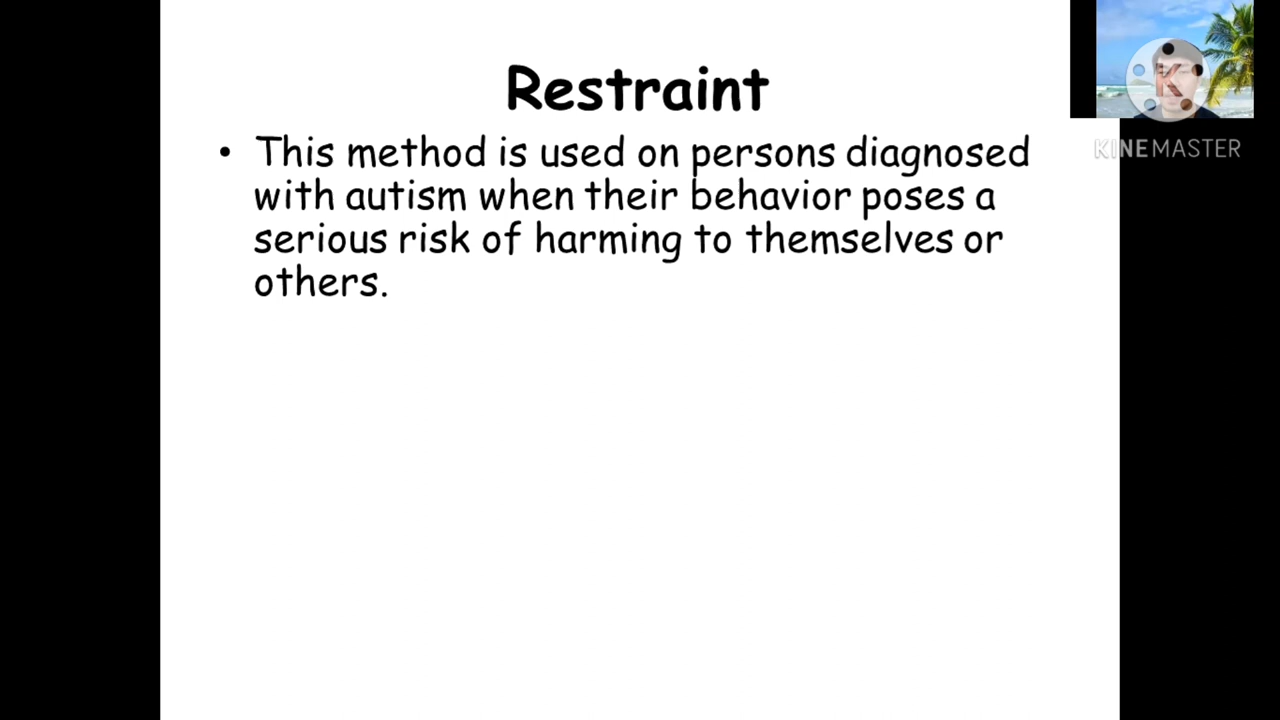 Restraint
• This method is used on persons diagnosed
with autism when their behavior poses a
serious risk of harming to themselves or
others.
K
KINEMASTER